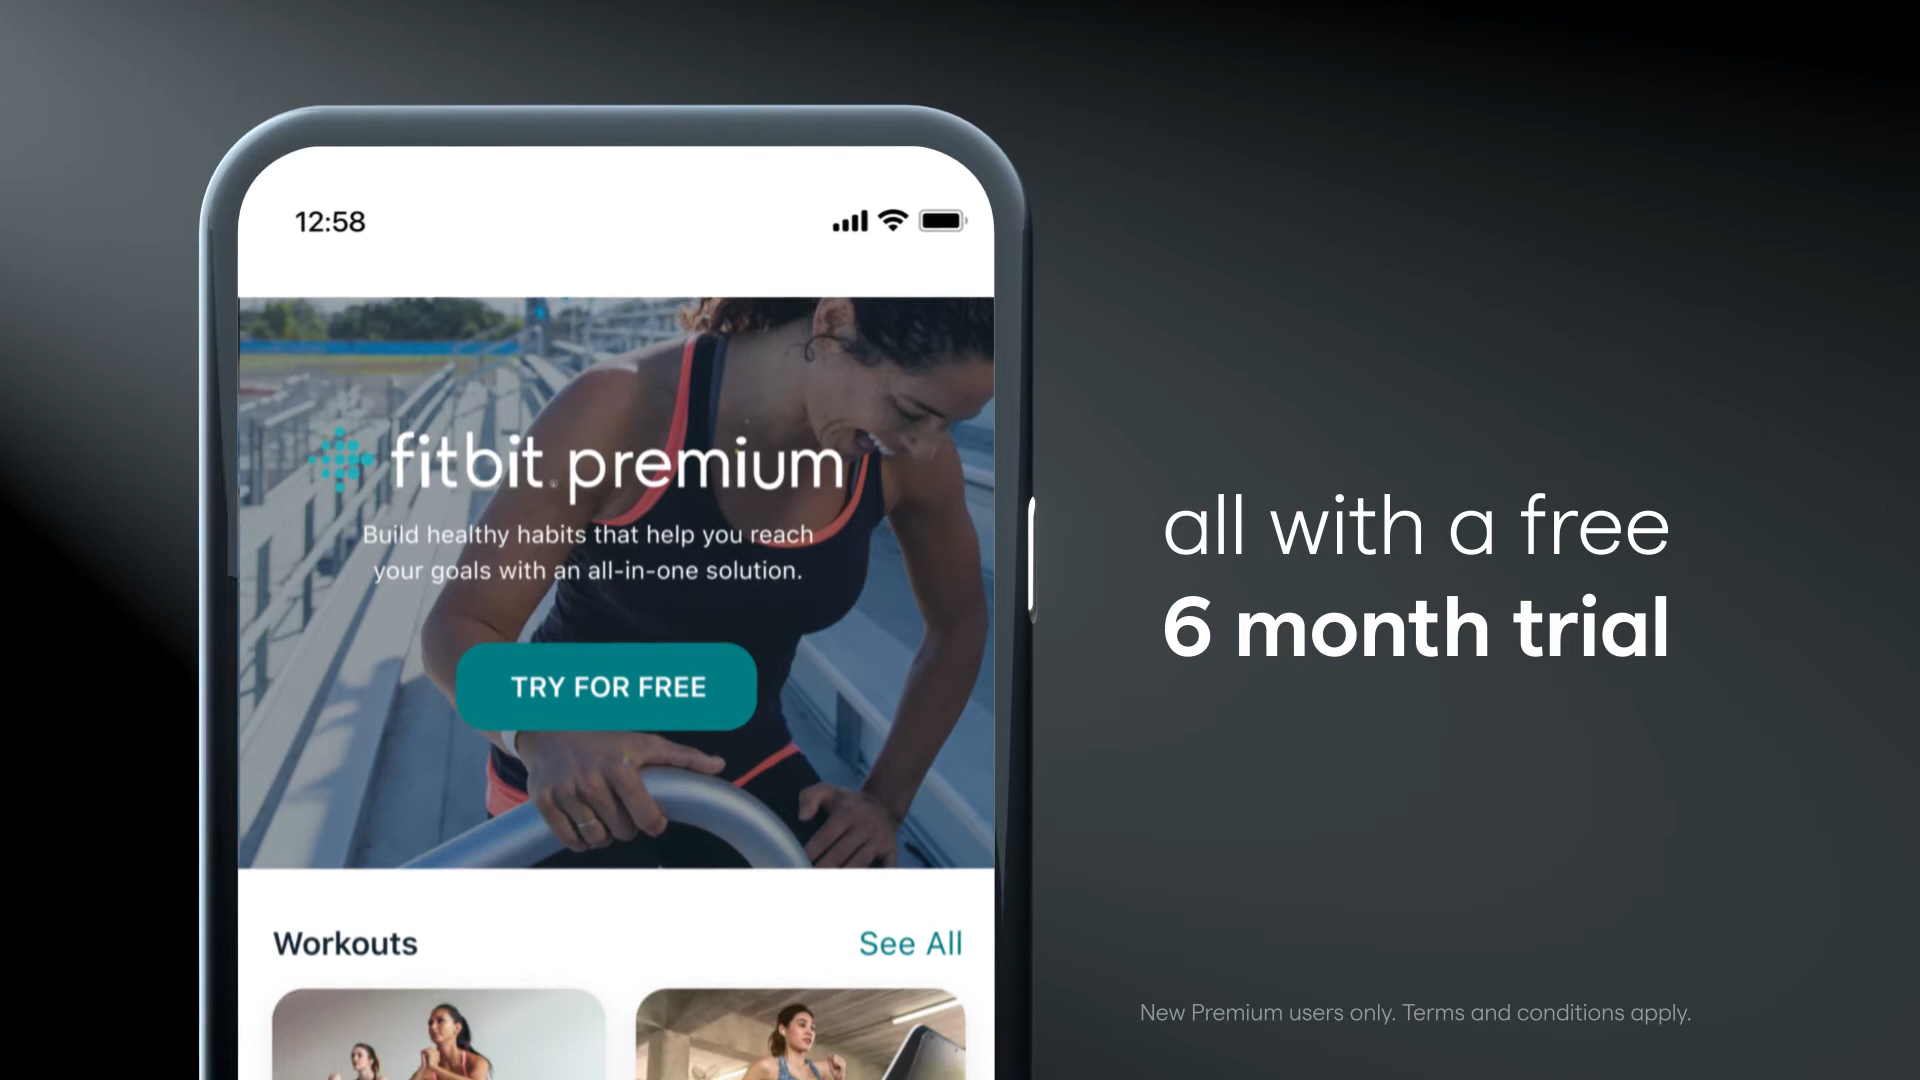 12:58
fitbit premium
Build healthy habits that help you reach
your goals with an all-in-one solution.
TRY FOR FREE
Workouts
See All
all with a free
6 month trial
New Premium users only. Terms and conditions apply.